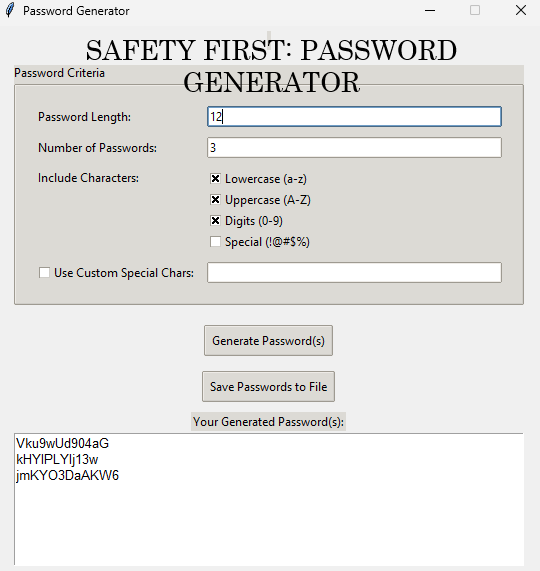 Password Generator
SAFETY FIRST: PASSWORD
GENERATOR
Password Criteria
Password Length: 12
Number of Passwords: 3
Include Characters: Lowercase (a-z)
Uppercase (A-Z)
Digits (0-9)
Special (!@#$%)
Use Custom Special Chars:
Generate Password(s)
Save Passwords to File
Your Generated Password(s):
Vku9wUd904aG
kHYlPLYlj13w
jmKYO3DaAKW6